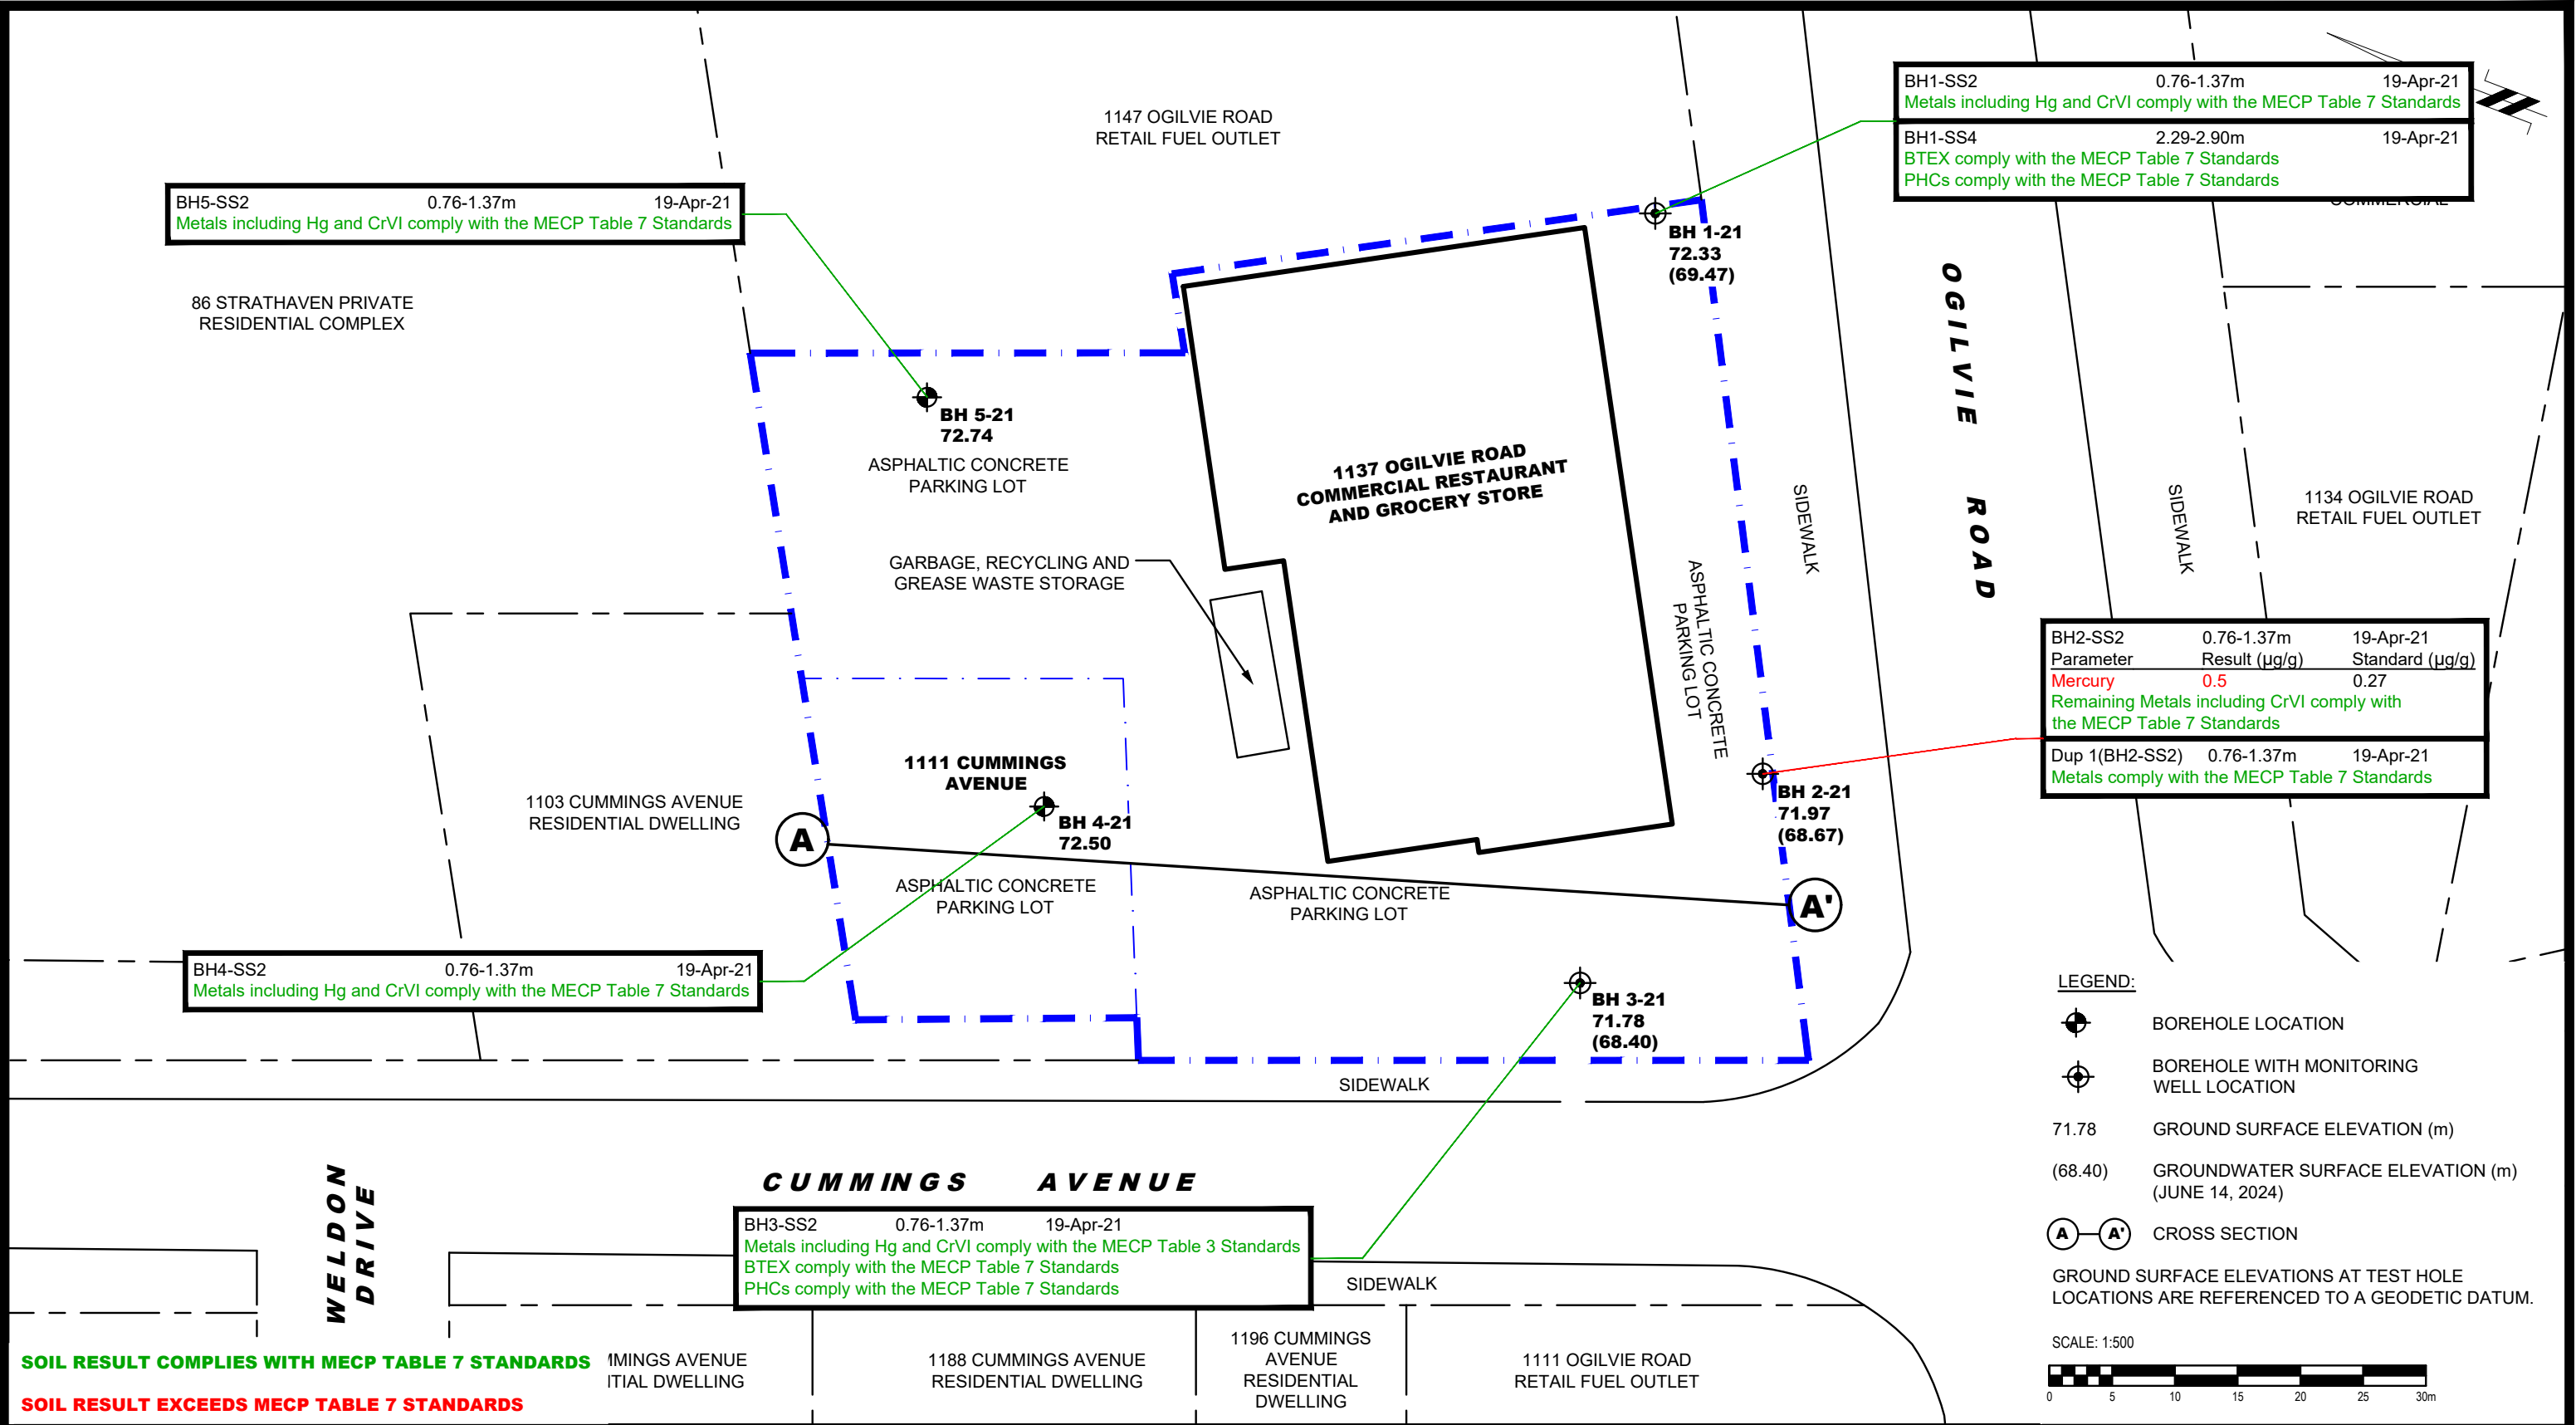 1147 OGILVIE ROAD
RETAIL FUEL OUTLET
BH1-SS2 0.76-1.37m 19-Apr-21
Metals including Hg and CrVI comply with the MECP Table 7 Standards
BH1-SS4 2.29-2.90m 19-Apr-21
BTEX comply with the MECP Table 7 Standards
PHCs comply with the MECP Table 7 Standards
BH5-SS2 0.76-1.37m 19-Apr-21
Metals including Hg and CrVI comply with the MECP Table 7 Standards
86 STRATHAVEN PRIVATE
RESIDENTIAL COMPLEX
BH 1-21
72.33
(69.47)
OGILVIE ROAD
BH 5-21
72.74
ASPHALTIC CONCRETE
PARKING LOT
1137 OGILVIE ROAD
COMMERCIAL RESTAURANT
AND GROCERY STORE
SIDEWALK
SIDEWALK
1134 OGILVIE ROAD
RETAIL FUEL OUTLET
GARBAGE, RECYCLING AND
GREASE WASTE STORAGE
ASPHALTIC CONCRETE
PARKING LOT
BH2-SS2 0.76-1.37m 19-Apr-21
Parameter Result (µg/g) Standard (µg/g)
Mercury 0.5 0.27
Remaining Metals including CrVI comply with
the MECP Table 7 Standards
Dup 1(BH2-SS2) 0.76-1.37m 19-Apr-21
Metals comply with the MECP Table 7 Standards
1111 CUMMINGS
AVENUE
1103 CUMMINGS AVENUE
RESIDENTIAL DWELLING
A
BH 4-21
72.50
BH 2-21
71.97
(68.67)
ASPHALTIC CONCRETE
PARKING LOT
ASPHALTIC CONCRETE
PARKING LOT
A'
BH4-SS2 0.76-1.37m 19-Apr-21
Metals including Hg and CrVI comply with the MECP Table 7 Standards
BH 3-21
71.78
(68.40)
SIDEWALK
LEGEND:
BOREHOLE LOCATION
BOREHOLE WITH MONITORING
WELL LOCATION
71.78 GROUND SURFACE ELEVATION (m)
(68.40) GROUNDWATER SURFACE ELEVATION (m)
(JUNE 14, 2024)
A A' CROSS SECTION
GROUND SURFACE ELEVATIONS AT TEST HOLE
LOCATIONS ARE REFERENCED TO A GEODETIC DATUM.
SCALE: 1:500
0 5 10 15 20 25 30m
WELDON
DRIVE
CUMMINGS AVENUE
BH3-SS2 0.76-1.37m 19-Apr-21
Metals including Hg and CrVI comply with the MECP Table 3 Standards
BTEX comply with the MECP Table 7 Standards
PHCs comply with the MECP Table 7 Standards
SIDEWALK
SOIL RESULT COMPLIES WITH MECP TABLE 7 STANDARDS
SOIL RESULT EXCEEDS MECP TABLE 7 STANDARDS
AVENUE
DWELLING
1188 CUMMINGS AVENUE
RESIDENTIAL DWELLING
1196 CUMMINGS
AVENUE
RESIDENTIAL
DWELLING
1111 OGILVIE ROAD
RETAIL FUEL OUTLET